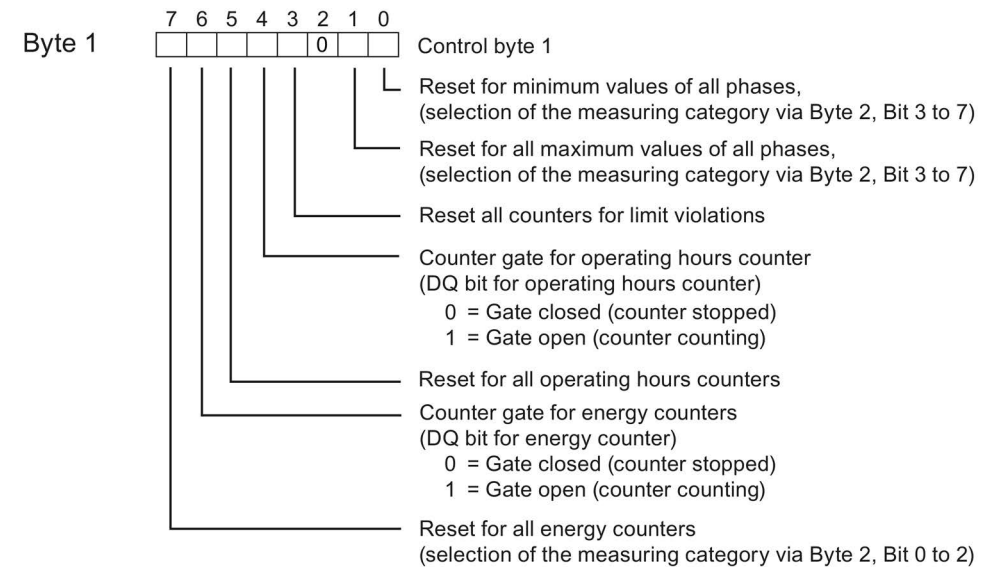 7 6 5 4 3 2 1 0
Byte 1 0 Control byte 1
Reset for minimum values of all phases,
(selection of the measuring category via Byte 2, Bit 3 to 7)
Reset for all maximum values of all phases,
(selection of the measuring category via Byte 2, Bit 3 to 7)
Reset all counters for limit violations
Counter gate for operating hours counter
(DQ bit for operating hours counter)
0 = Gate closed (counter stopped)
1 = Gate open (counter counting)
Reset for all operating hours counters
Counter gate for energy counters
(DQ bit for energy counter)
0 = Gate closed (counter stopped)
1 = Gate open (counter counting)
Reset for all energy counters
(selection of the measuring category via Byte 2, Bit 0 to 2)